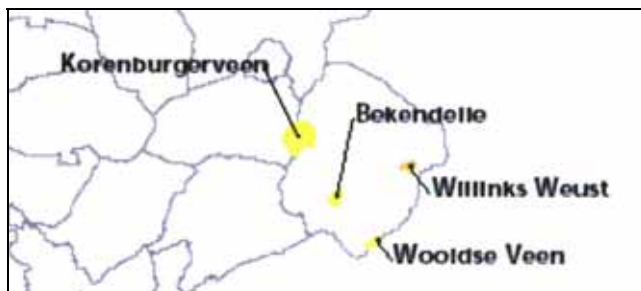 Korenburgerveen
Bekendelle
Willinks Weust
Wooldse Veen